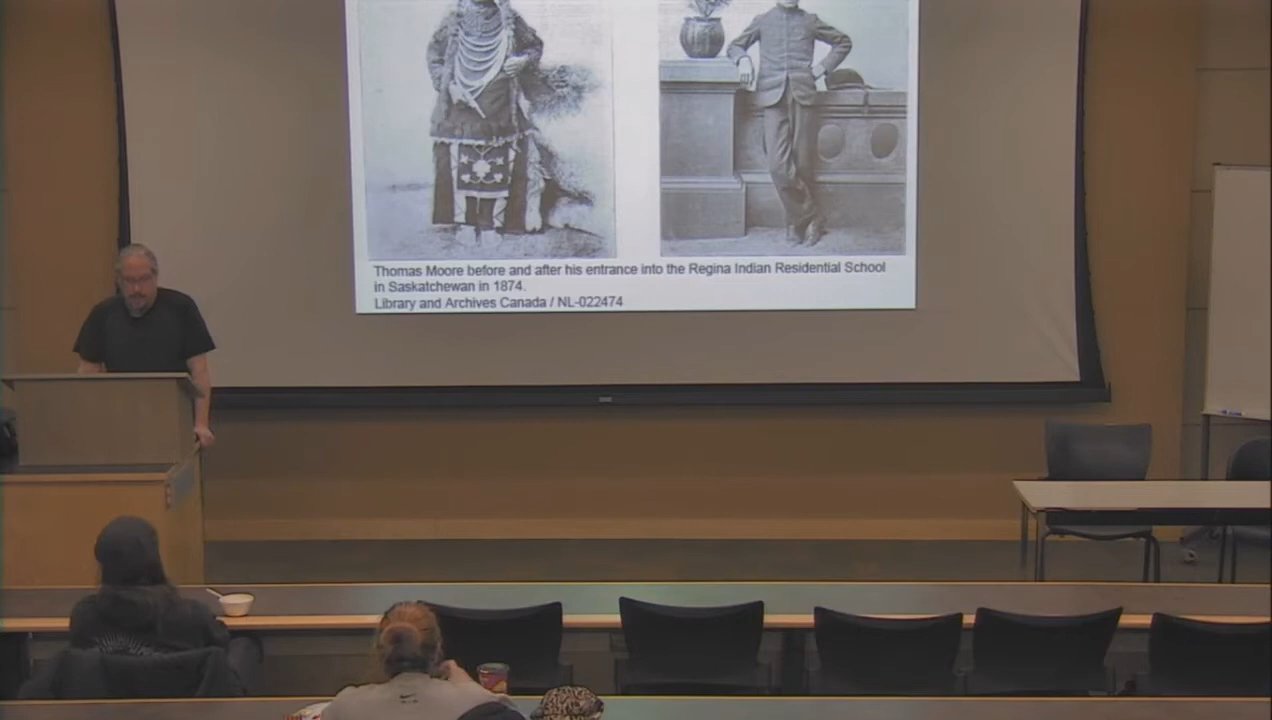 Thomas Moore before and after his entrance into the Regina Indian Residential School
in Saskatchewan in 1874.
Library and Archives Canada / NL-022474